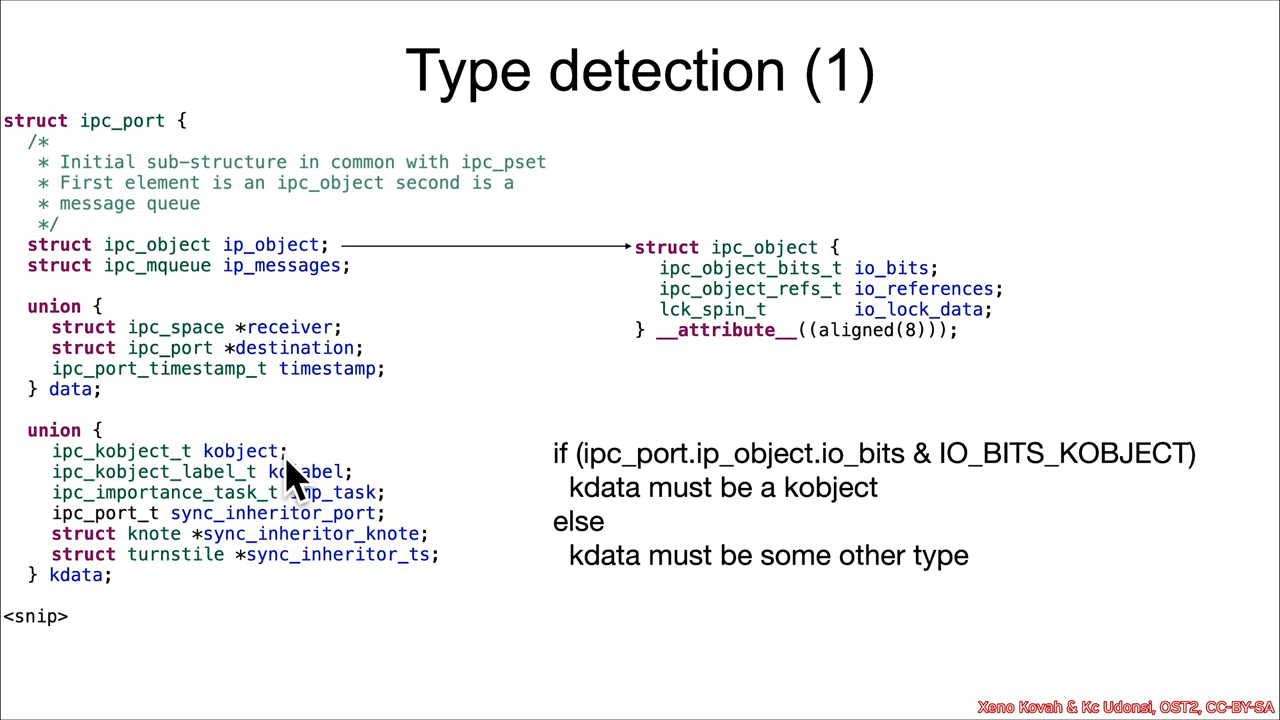 Type detection (1)
struct ipc_port {
/*
* Initial sub-structure in common with ipc_pset
* First element is an ipc_object second is a
* message queue
*/
struct ipc_object ip_object;
struct ipc_mqueue ip_messages;
union {
struct ipc_space *receiver;
struct ipc_port *destination;
ipc_port_timestamp_t timestamp;
} data;
union {
ipc_kobject_t kobject;
ipc_kobject_label_t
ipc_importance_task_t
ipc_port_t sync_inheritor_port;
struct knote *sync_inheritor_knote;
struct turnstile *sync_inheritor_ts;
} kdata;
<snip>
struct ipc_object {
ipc_object_bits_t io_bits;
ipc_object_refs_t io_references;
lck_spin_t io_lock_data;
} __attribute__((aligned(8)));
if (ipc_port.ip_object.io_bits & IO_BITS_KOBJECT)
kdata must be a kobject
else
kdata must be some other type
Xeno Kovah & Kc Udonsi, OST2, CC-BY-SA